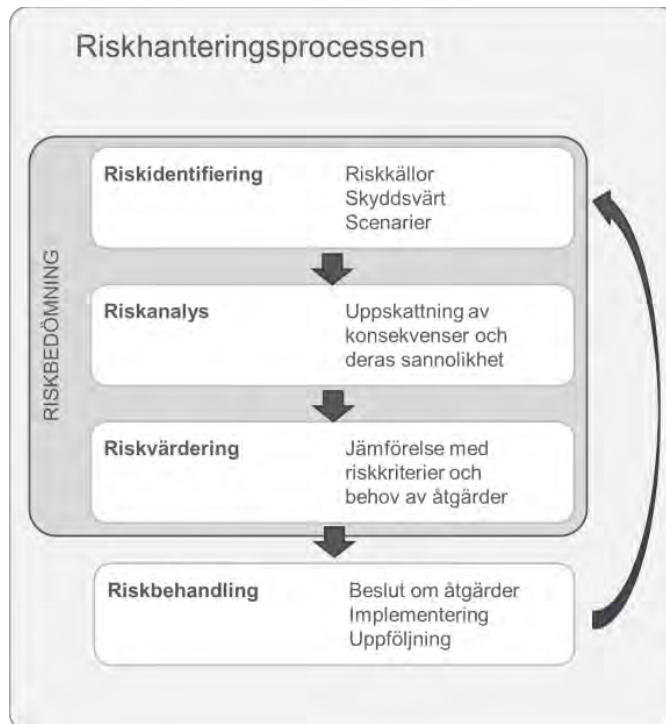 Riskhanteringsprocessen
RISKBEDÖMNING
Riskidentifiering
Riskkällor
Skyddsvärt
Scenarier
Riskanalys
Uppskattning av
konsekvenser och
deras sannolikhet
Riskvärdering
Jämförelse med
riskkriterier och
behov av åtgärder
Riskbehandling
Beslut om åtgärder
Implementering
Uppföljning